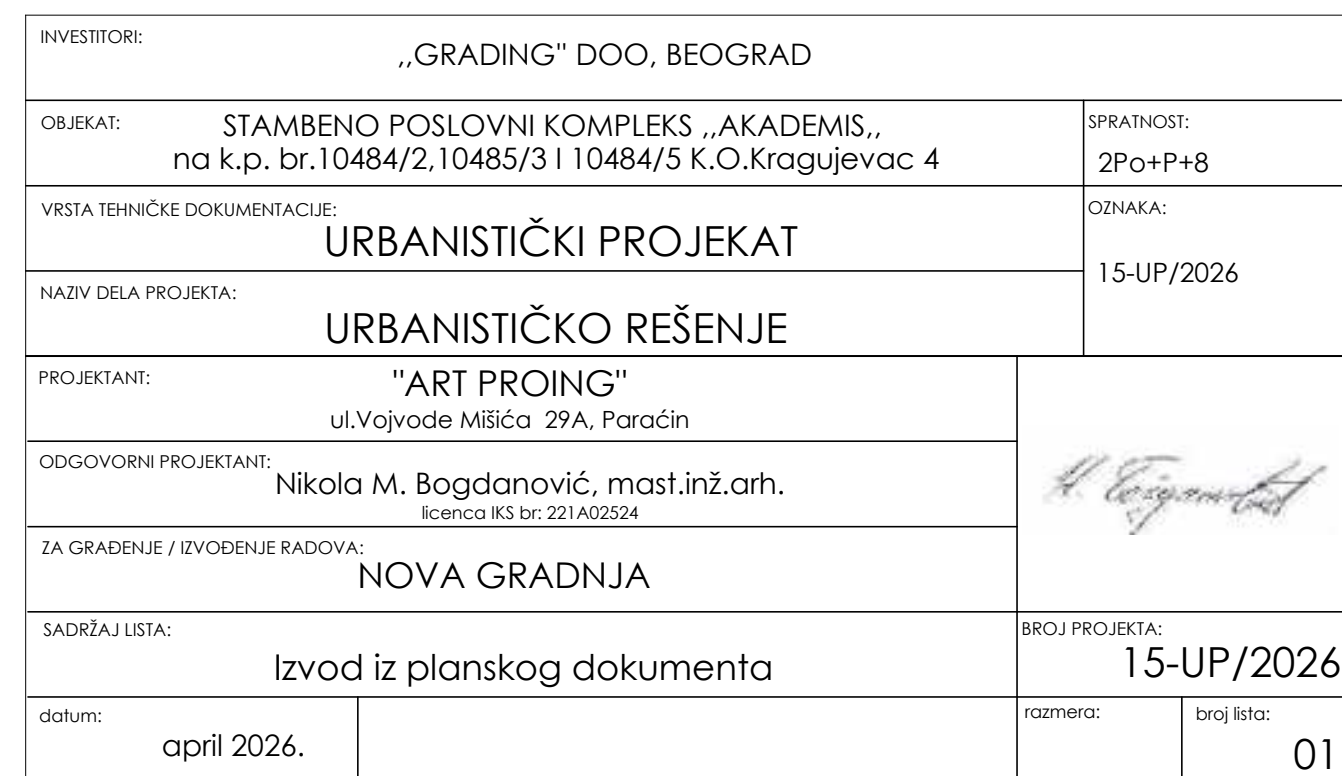 INVESTITORI:
,,GRADING" DOO, BEOGRAD
OBJEKAT:
STAMBENO POSLOVNI KOMPLEKS ,,AKADEMIS,,
na k.p. br.10484/2,10485/3 I 10484/5 K.O.Kragujevac 4
SPRATNOST:
2Po+P+8
VRSTA TEHNIČKE DOKUMENTACIJE:
URBANISTIČKI PROJEKAT
OZNAKA:
15-UP/2026
NAZIV DELA PROJEKTA:
URBANISTIČKO REŠENJE
PROJEKTANT:
"ART PROING"
ul.Vojvode Mišića 29A, Paraćin
ODGOVORNI PROJEKTANT:
Nikola M. Bogdanović, mast.inž.arh.
licenca IKS br: 221A02524
ZA GRAĐENJE / IZVOĐENJE RADOVA:
NOVA GRADNJA
SADRŽAJ LISTA:
Izvod iz planskog dokumenta
BROJ PROJEKTA:
15-UP/2026
datum:
april 2026.
razmera:
broj lista:
01